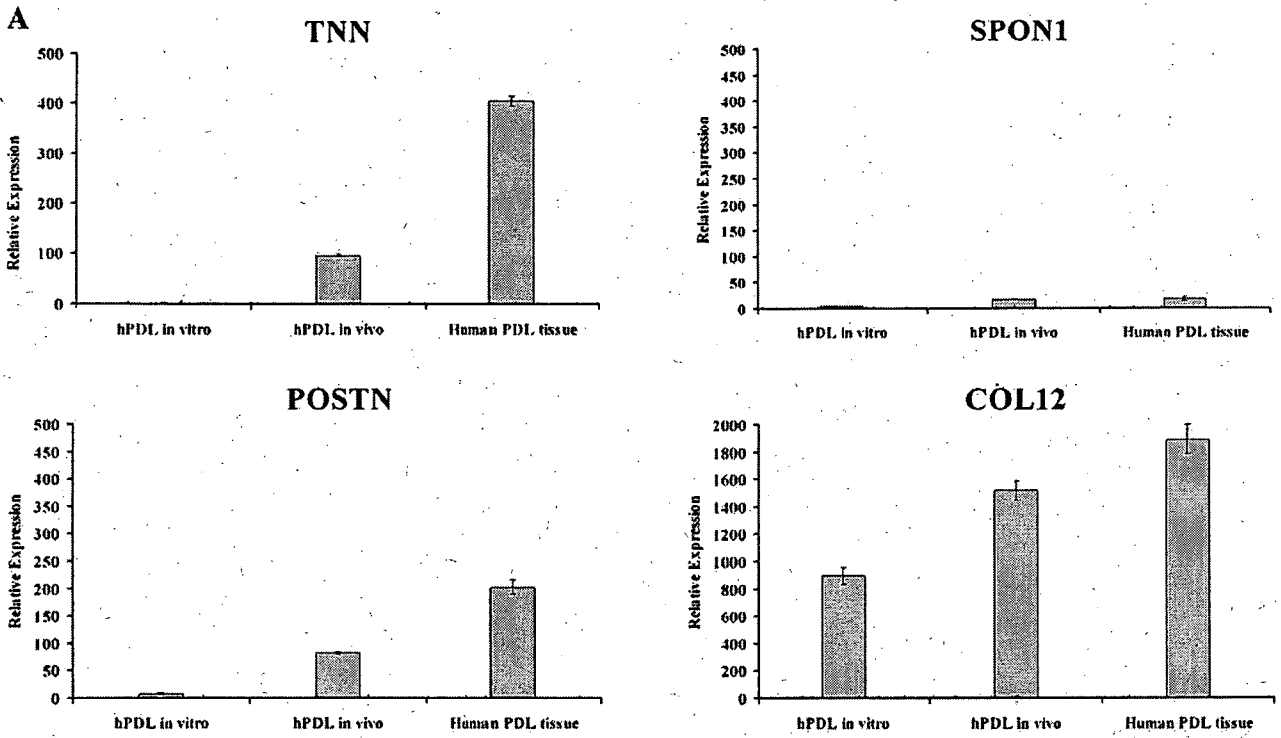 A
TNN
500
400
300
200
100
0
Relative Expression
hPDL in vitro
hPDL in vivo
Human PDL tissue
SPON1
500
450
400
350
300
250
200
150
100
50
0
Relative Expression
hPDL in vitro
hPDL in vivo
Human PDL tissue
POSTN
500
450
400
350
300
250
200
150
100
50
0
Relative Expression
hPDL in vitro
hPDL in vivo
Human PDL tissue
COL12
2000
1800
1600
1400
1200
1000
800
600
400
200
0
Relative Expression
hPDL in vitro
hPDL in vivo
Human PDL tissue